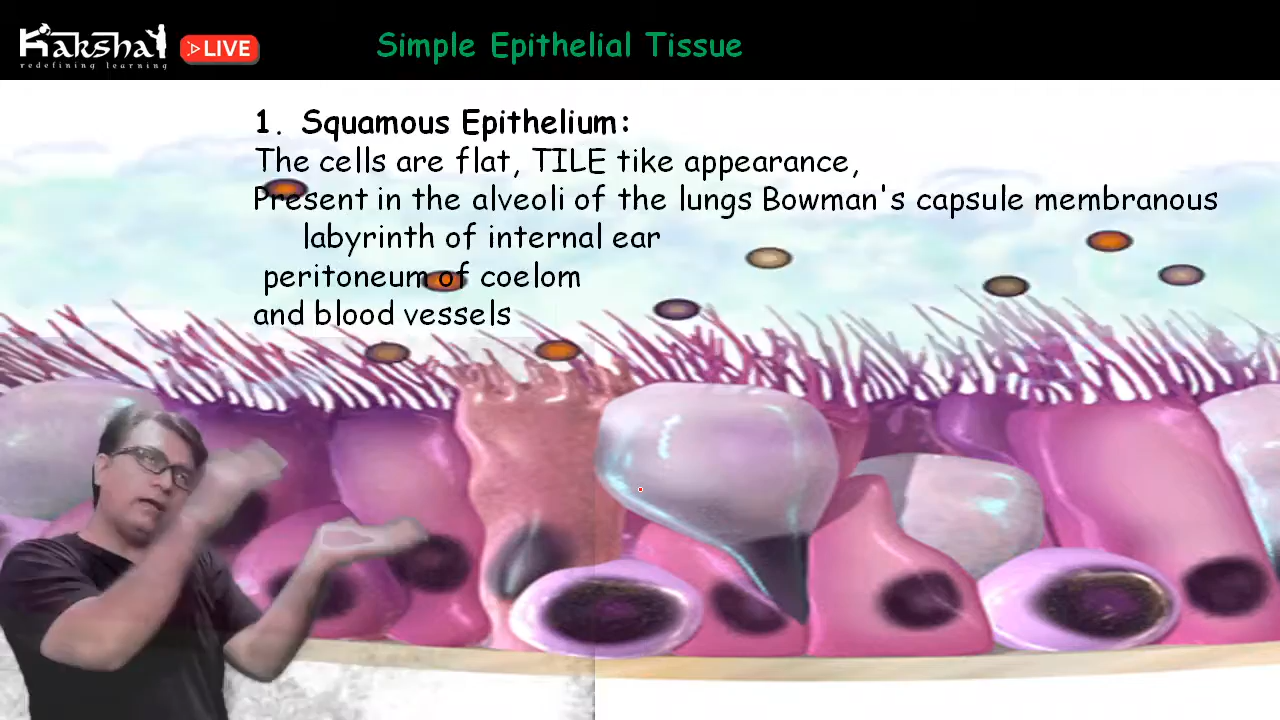 Kaksha
redefining learning
LIVE
Simple Epithelial Tissue
1. Squamous Epithelium:
The cells are flat, TILE tike appearance,
Present in the alveoli of the lungs Bowman's capsule membranous
labyrinth of internal ear
peritoneum of coelom
and blood vessels